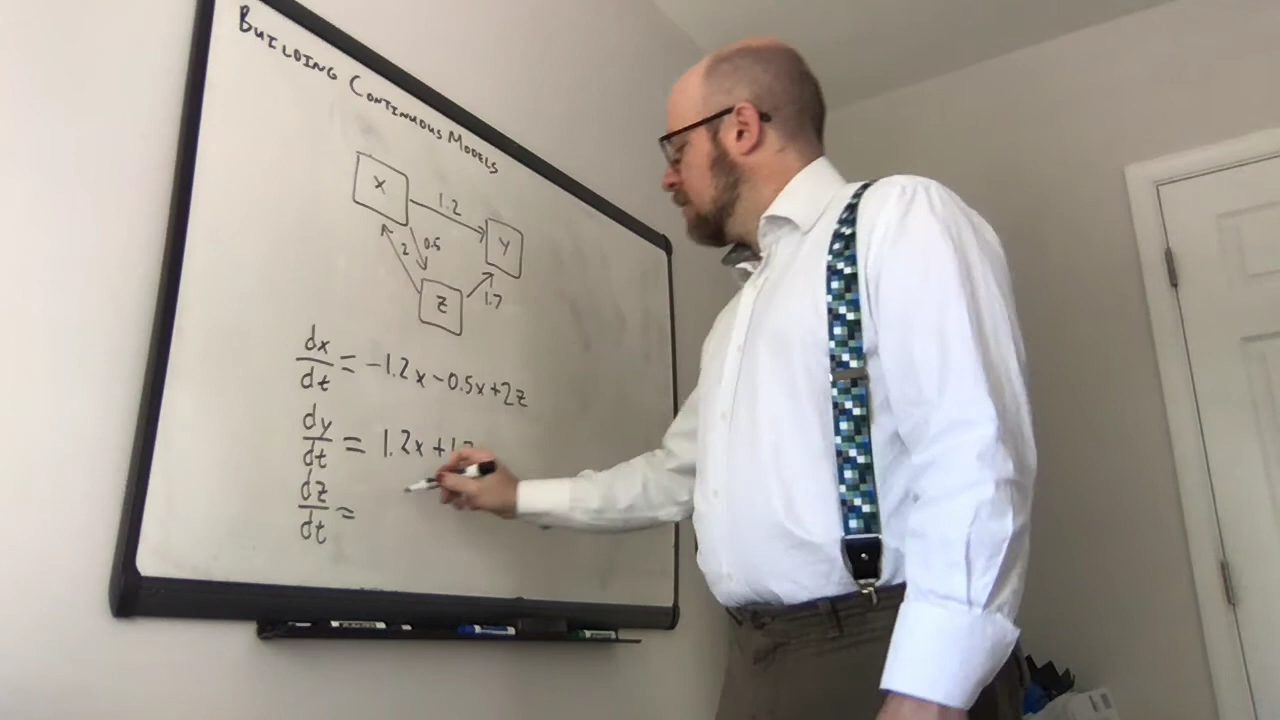 BUILDING CONTINUOUS MODELS
X
1.2
Y
2
0.5
Z
1.7
dx/dt = -1.2x-0.5x+2z
dy/dt = 1.2x+1.7
dz/dt =